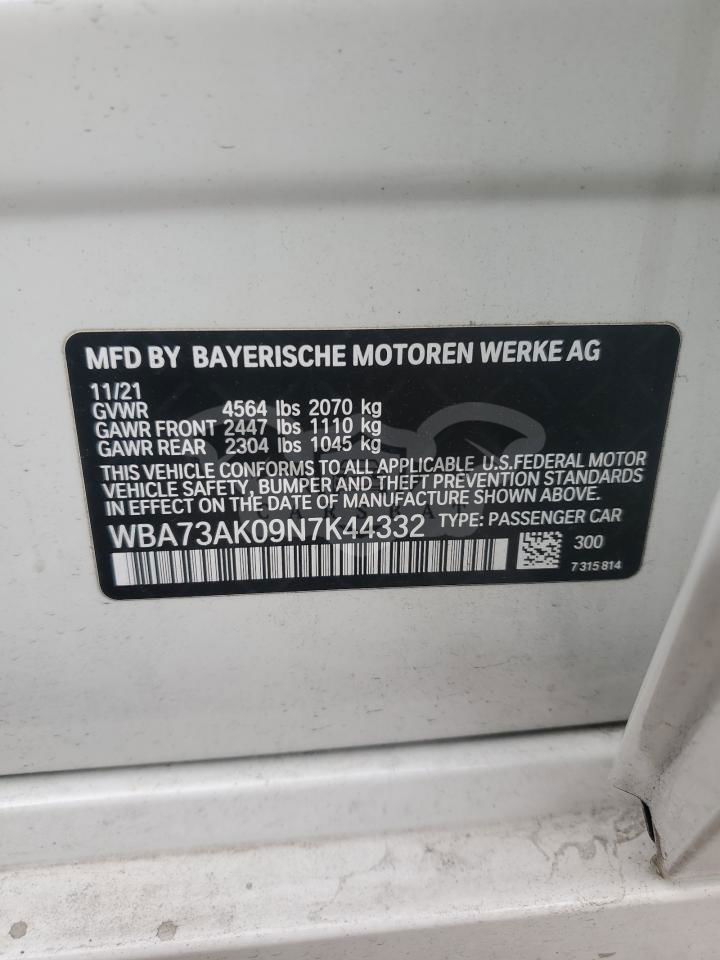 MFD BY BAYERISCHE MOTOREN WERKE AG
11/21
GVWR 4564 lbs 2070 kg
GAWR FRONT 2447 lbs 1110 kg
GAWR REAR 2304 lbs 1045 kg
THIS VEHICLE CONFORMS TO ALL APPLICABLE U.S.FEDERAL MOTOR
VEHICLE SAFETY, BUMPER AND THEFT PREVENTION STANDARDS
IN EFFECT ON THE DATE OF MANUFACTURE SHOWN ABOVE.
WBA73AK09N7K44332 TYPE: PASSENGER CAR
300
7 315 814